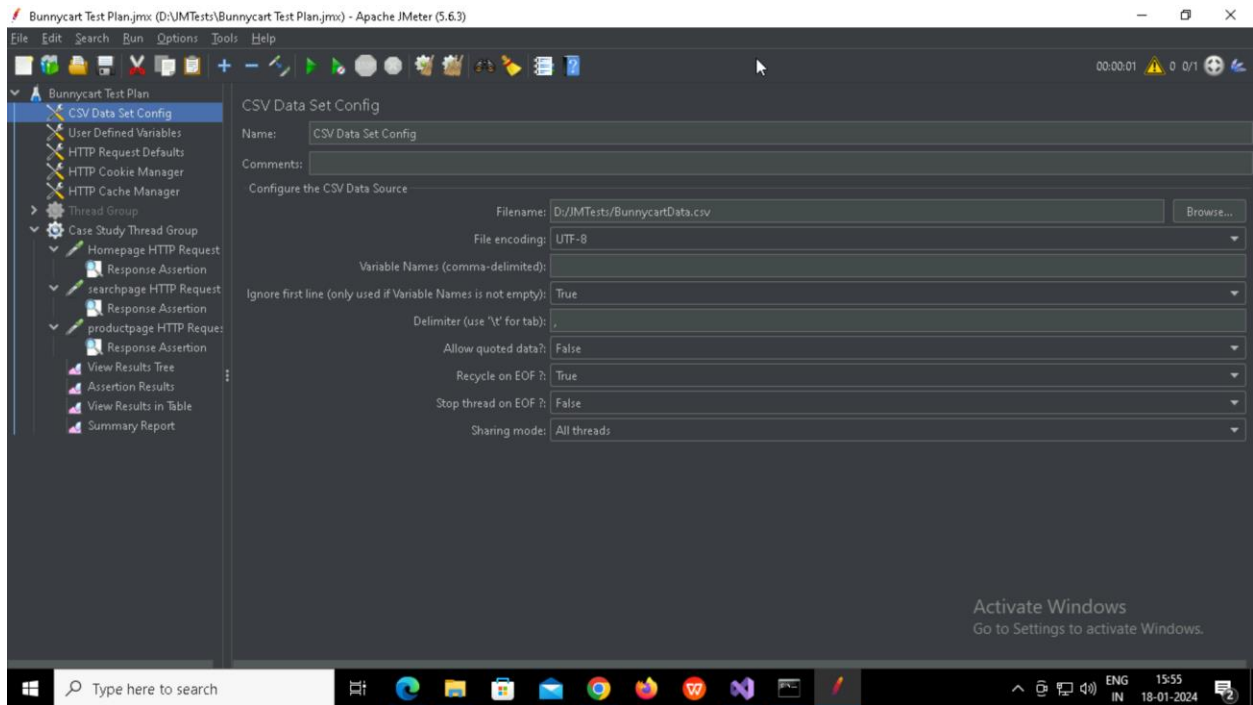 Bunnycart Test Plan.jmx (D:\JMTests\Bunnycart Test Plan.jmx) - Apache JMeter (5.6.3)
File Edit Search Run Options Tools Help
00:00:01 0 0/1
Bunnycart Test Plan
CSV Data Set Config
User Defined Variables
HTTP Request Defaults
HTTP Cookie Manager
HTTP Cache Manager
Thread Group
Case Study Thread Group
Homepage HTTP Request
Response Assertion
searchpage HTTP Request
Response Assertion
productpage HTTP Reque
Response Assertion
View Results Tree
Assertion Results
View Results in Table
Summary Report
CSV Data Set Config
Name: CSV Data Set Config
Comments:
Configure the CSV Data Source
Filename: D:/JMTests/BunnycartData.csv Browse...
File encoding: UTF-8
Variable Names (comma-delimited):
Ignore first line (only used if Variable Names is not empty): True
Delimiter (use '\t' for tab): ,
Allow quoted data?: False
Recycle on EOF ?: True
Stop thread on EOF ?: False
Sharing mode: All threads
Activate Windows
Go to Settings to activate Windows.
Type here to search
ENG 15:55
IN 18-01-2024
2